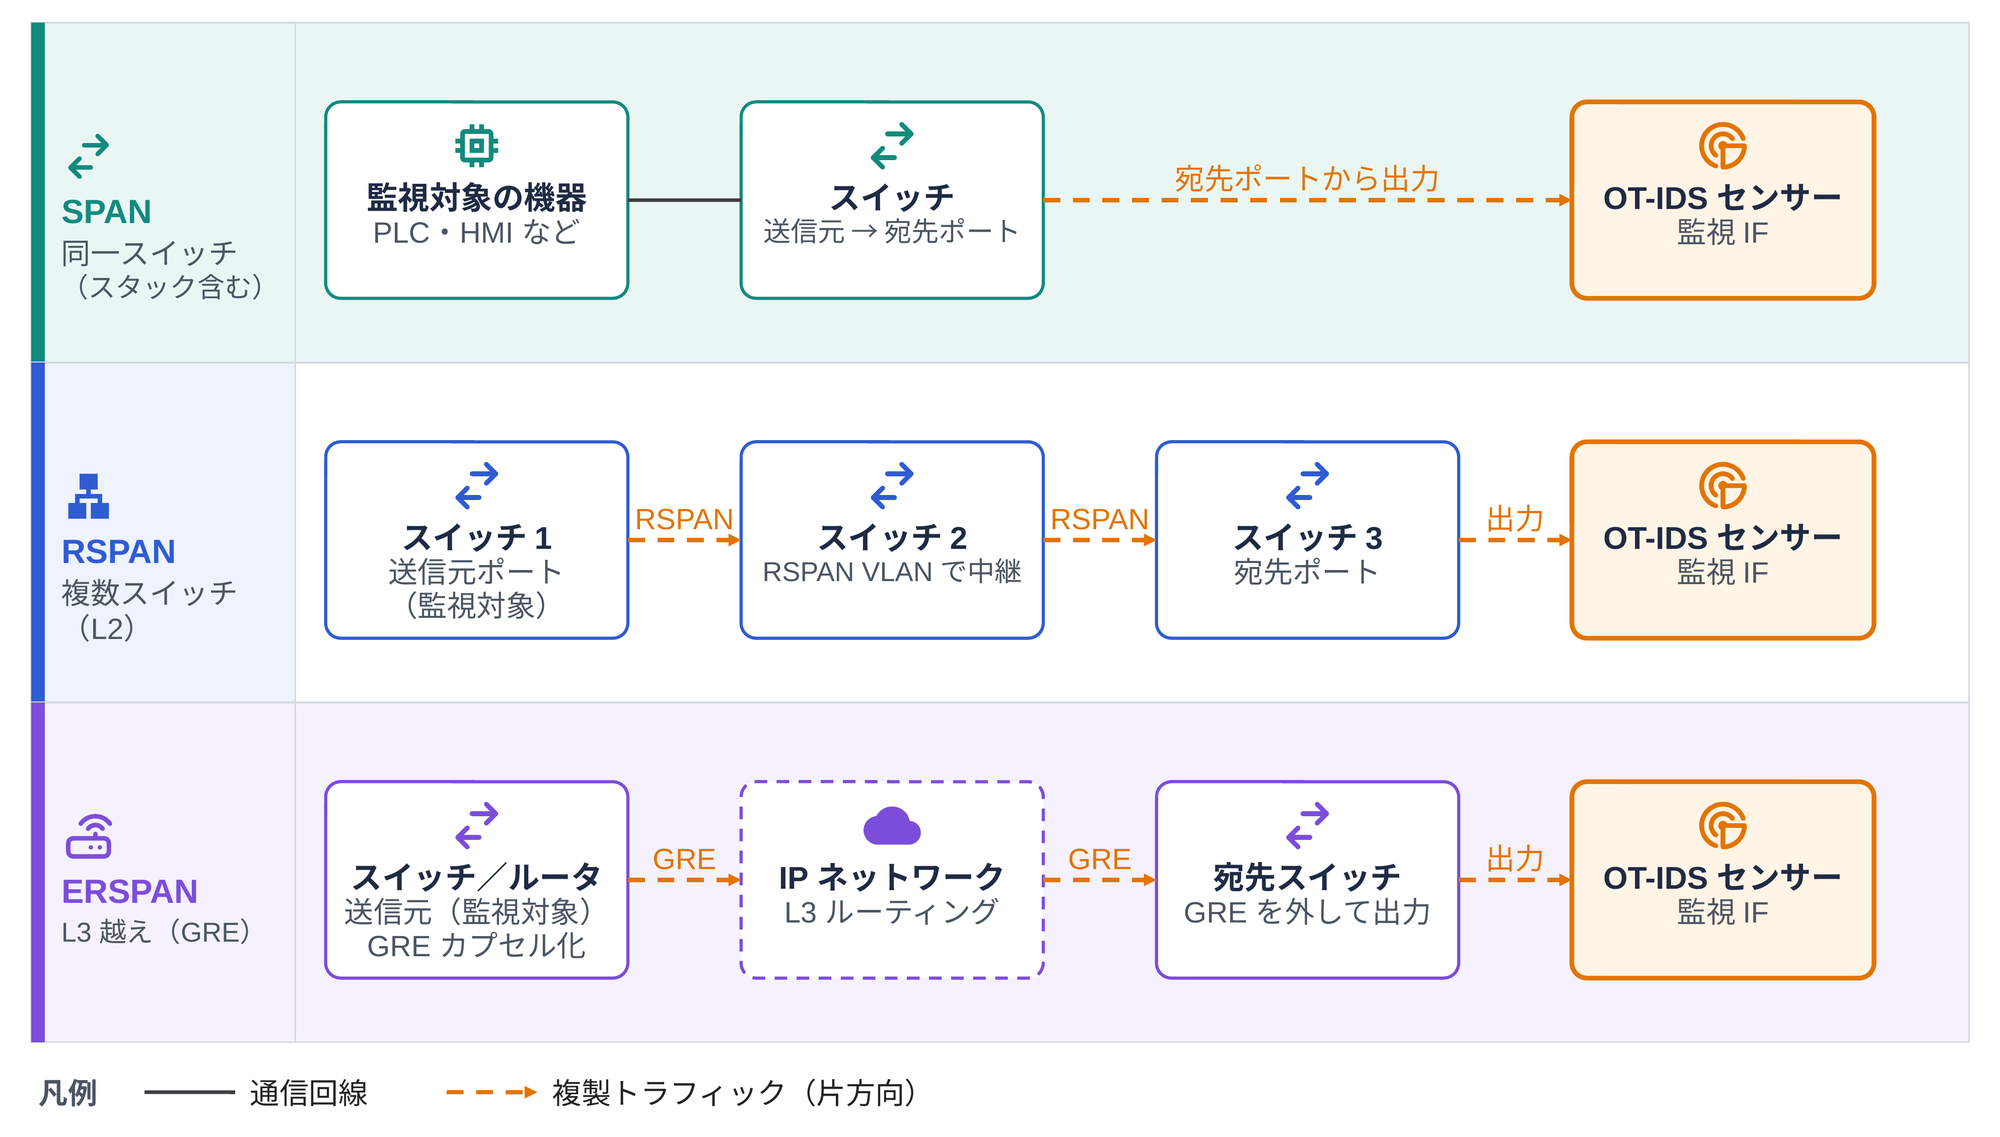 SPAN
同一スイッチ
（スタック含む）
監視対象の機器
PLC・HMI など
スイッチ
送信元 → 宛先ポート
宛先ポートから出力
OT-IDS センサー
監視 IF
RSPAN
複数スイッチ
（L2）
スイッチ 1
送信元ポート
（監視対象）
RSPAN
スイッチ 2
RSPAN VLAN で中継
RSPAN
スイッチ 3
宛先ポート
出力
OT-IDS センサー
監視 IF
ERSPAN
L3 越え（GRE）
スイッチ／ルータ
送信元（監視対象）
GRE カプセル化
GRE
IP ネットワーク
L3 ルーティング
GRE
宛先スイッチ
GRE を外して出力
出力
OT-IDS センサー
監視 IF
凡例
通信回線
複製トラフィック（片方向）